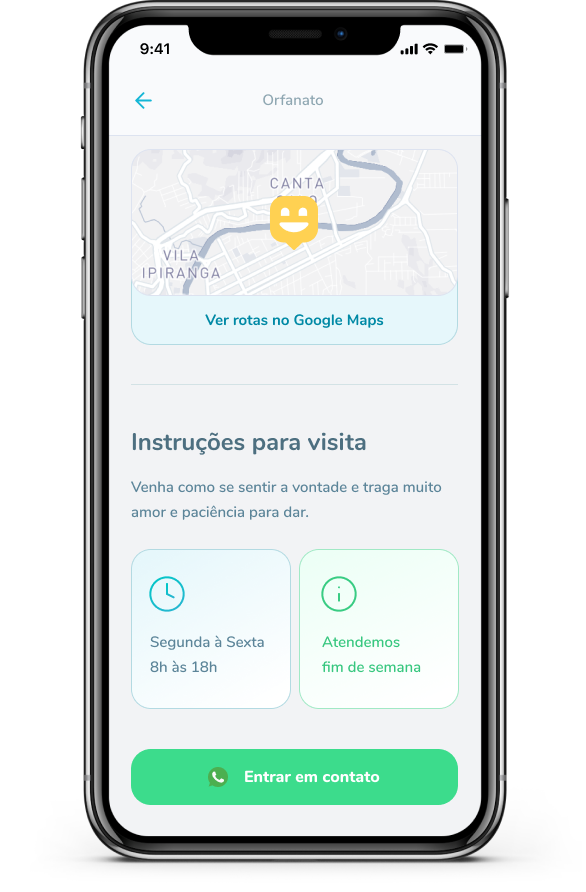 9:41
Orfanato
CANTA
VILA
IPIRANGA
Ver rotas no Google Maps
Instruções para visita
Venha como se sentir a vontade e traga muito
amor e paciência para dar.
Segunda à Sexta
8h às 18h
Atendemos
fim de semana
Entrar em contato